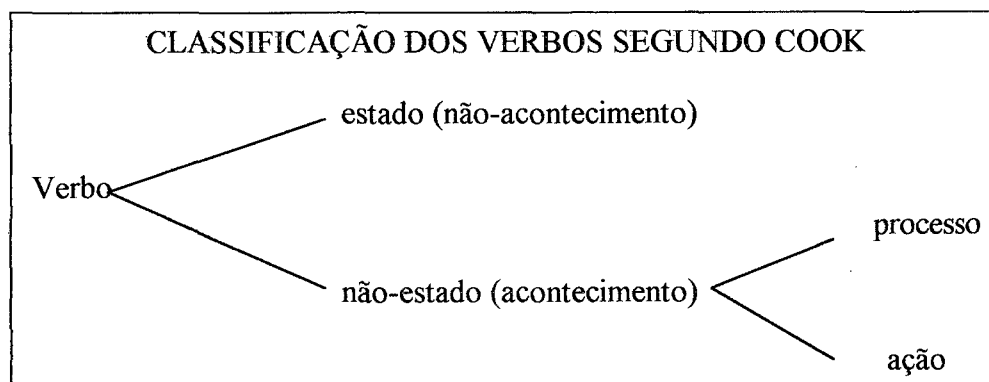 CLASSIFICAÇÃO DOS VERBOS SEGUNDO COOK
estado (não-acontecimento)
Verbo
processo
não-estado (acontecimento)
ação